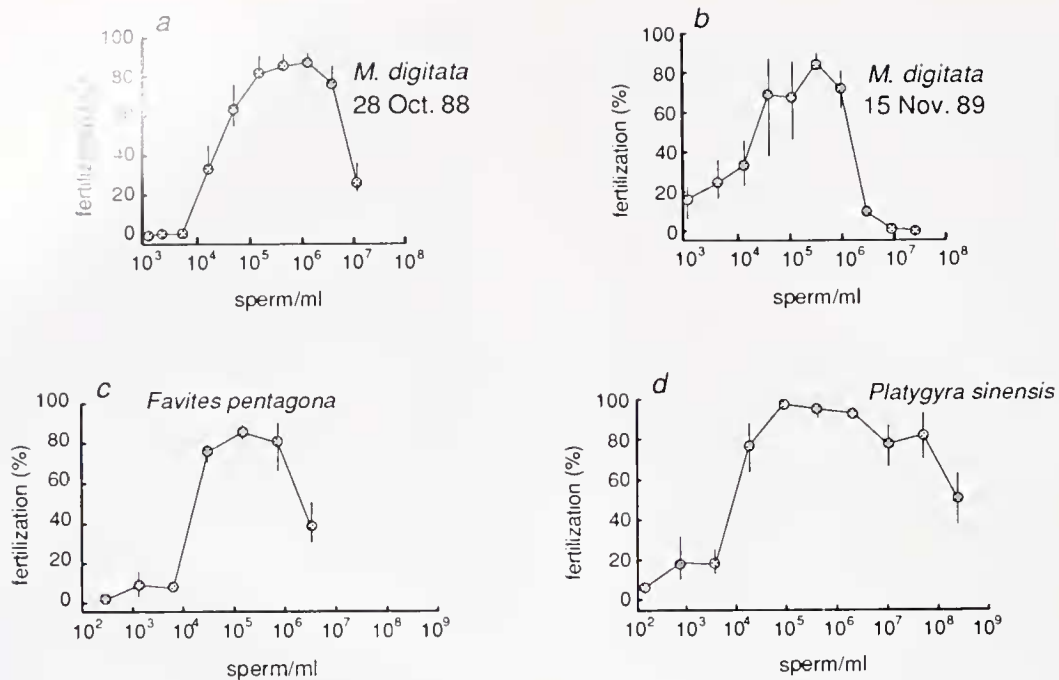 a
100
80
40
20
0
10³ 10⁴ 10⁵ 10⁶ 10⁷ 10⁸
sperm/ml
M. digitata
28 Oct. 88
b
fertilization (%)
100
80
60
40
20
0
10³ 10⁴ 10⁵ 10⁶ 10⁷ 10⁸
sperm/ml
M. digitata
15 Nov. 89
c
Favites pentagona
fertilization (%)
100
80
60
40
20
0
10² 10³ 10⁴ 10⁵ 10⁶ 10⁷ 10⁸ 10⁹
sperm/ml
d
Platygyra sinensis
fertilization (%)
100
80
60
40
20
0
10² 10³ 10⁴ 10⁵ 10⁶ 10⁷ 10⁸ 10⁹
sperm/ml